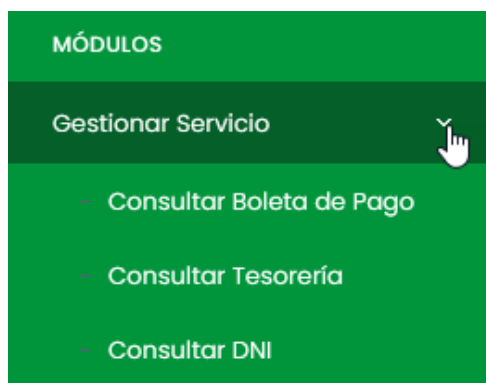 MÓDULOS
Gestionar Servicio
- Consultar Boleta de Pago
- Consultar Tesorería
- Consultar DNI